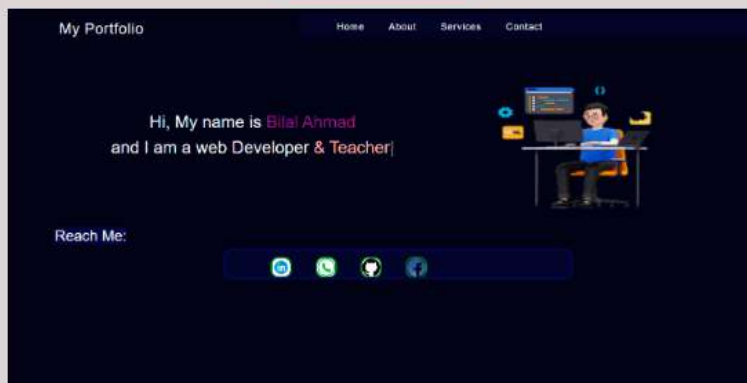 My Portfolio
Home About Services Contact
Hi, My name is Bilal Ahmad
and I am a web Developer & Teacher|
Reach Me:
in